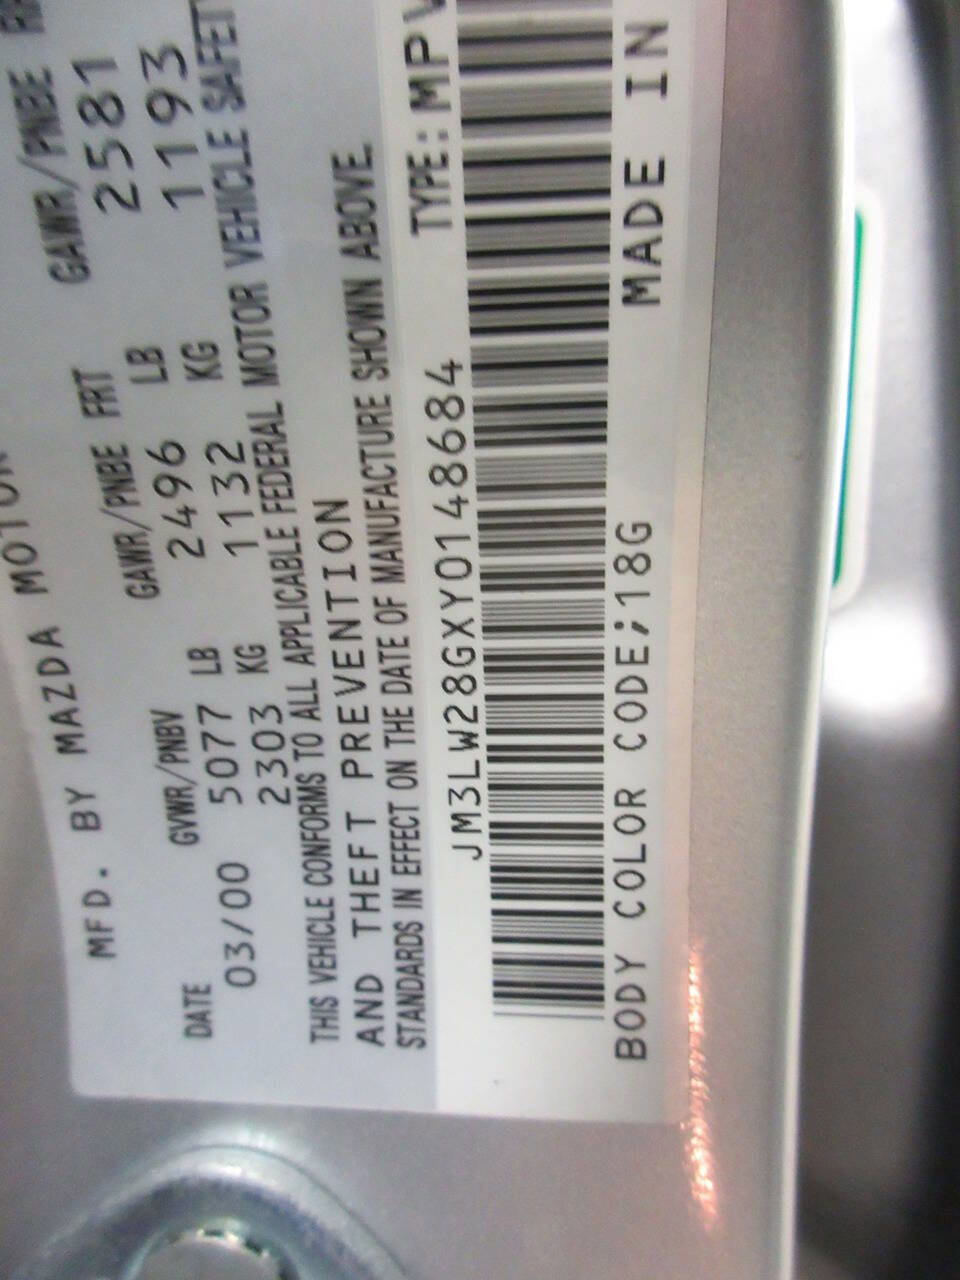 MFD. BY MAZDA
DATE GVWR/PNBV GAWR/PNBE FRT GAWR/PNBE
03/00 5077 LB 2496 LB 2581
2303 KG 1132 KG 1193
THIS VEHICLE CONFORMS TO ALL APPLICABLE FEDERAL MOTOR VEHICLE SAFETY
AND THEFT PREVENTION
STANDARDS IN EFFECT ON THE DATE OF MANUFACTURE SHOWN ABOVE.
JM3LW28GXY0148684 TYPE: MPV
BODY COLOR CODE;18G MADE IN